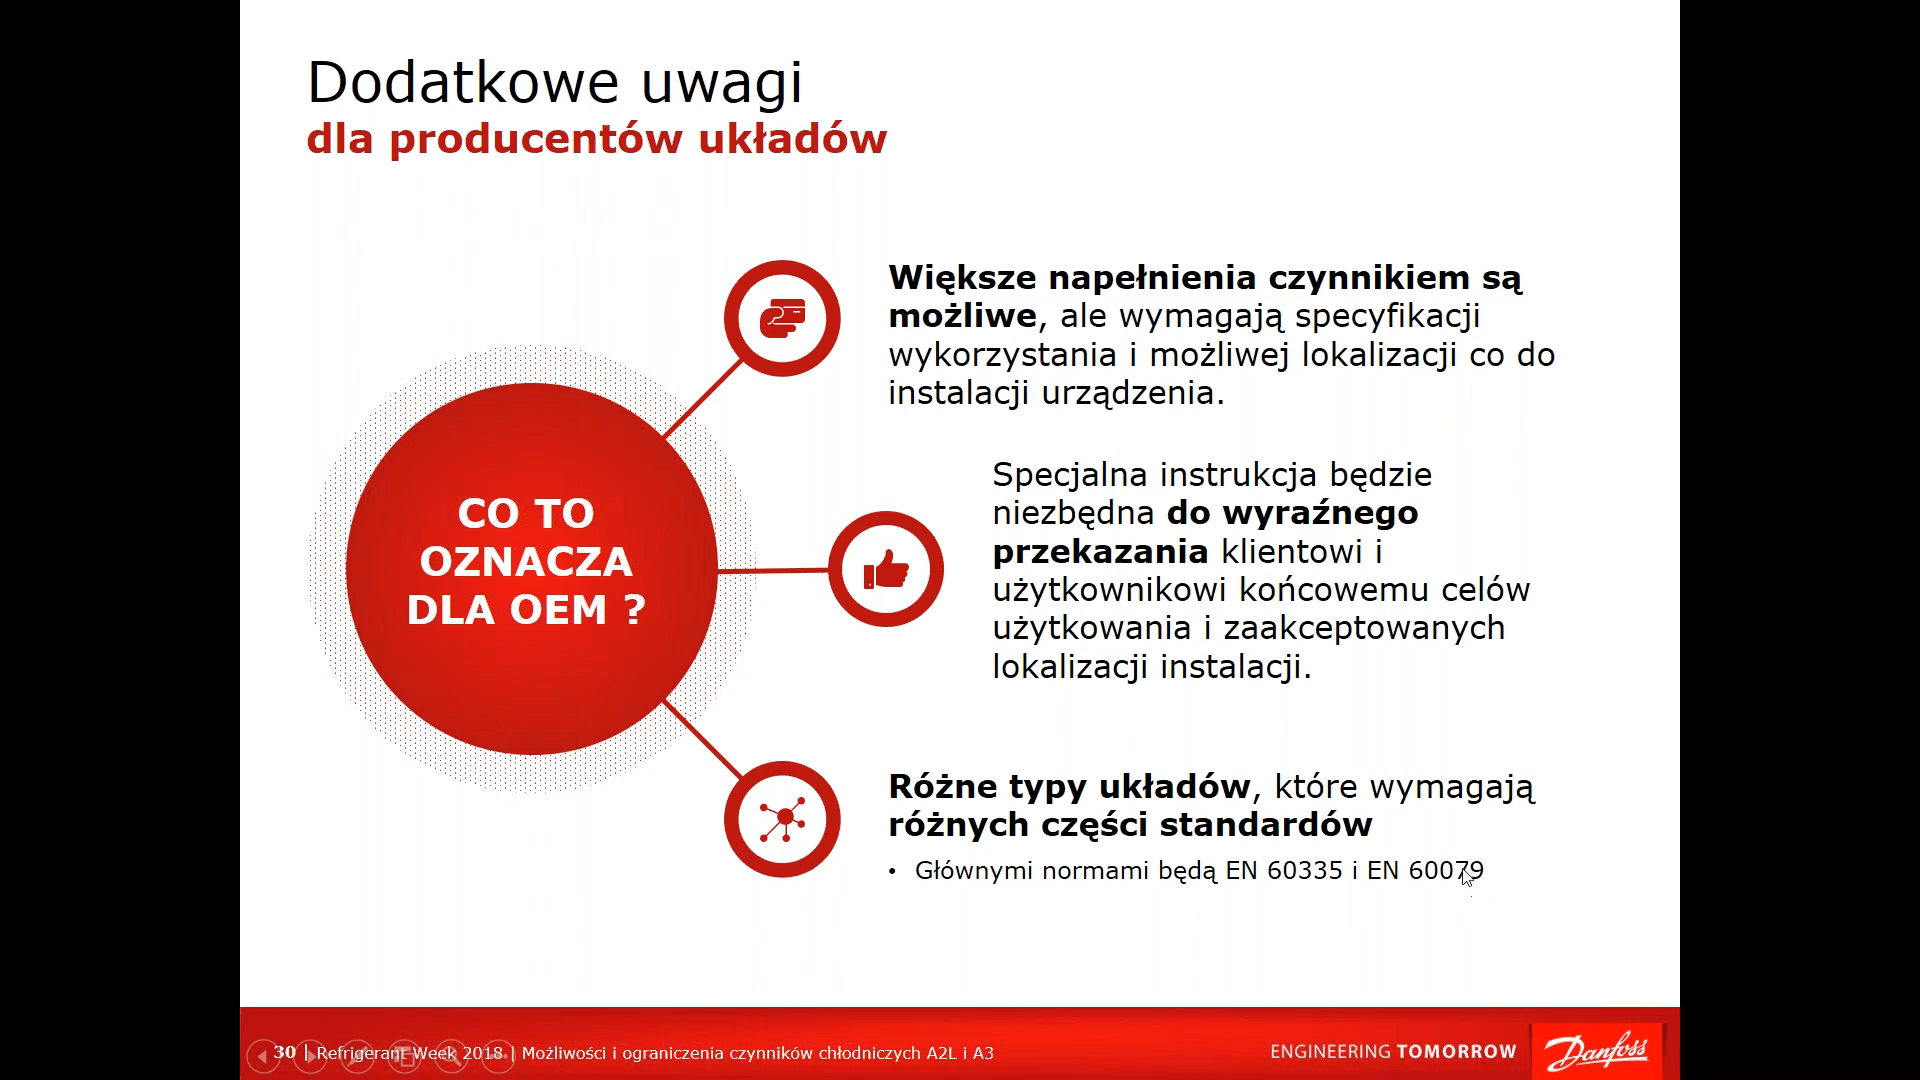 Dodatkowe uwagi
dla producentów układów
CO TO
OZNACZA
DLA OEM ?
Większe napełnienia czynnikiem są
możliwe, ale wymagają specyfikacji
wykorzystania i możliwej lokalizacji co do
instalacji urządzenia.
Specjalna instrukcja będzie
niezbędna do wyraźnego
przekazania klientowi i
użytkownikowi końcowemu celów
użytkowania i zaakceptowanych
lokalizacji instalacji.
Różne typy układów, które wymagają
różnych części standardów
• Głównymi normami będą EN 60335 i EN 60079
30 | Refrigerant Week 2018 | Możliwości i ograniczenia czynników chłodniczych A2L i A3
ENGINEERING TOMORROW
Danfoss